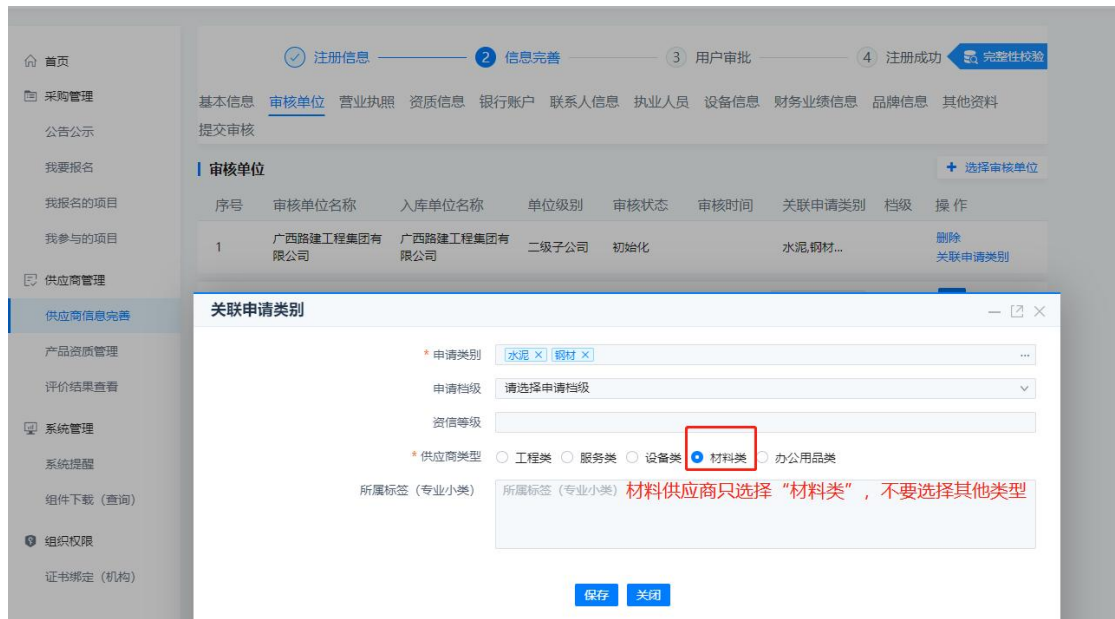 首页
采购管理
公告公示
我要报名
我报名的项目
我参与的项目
供应商管理
供应商信息完善
产品资质管理
评价结果查看
系统管理
系统提醒
组件下载（查询）
组织权限
证书绑定（机构）
注册信息 2 信息完善 3 用户审批 4 注册成功 完整性校验
基本信息 审核单位 营业执照 资质信息 银行账户 联系人信息 执业人员 设备信息 财务业绩信息 品牌信息 其他资料
提交审核
审核单位 + 选择审核单位
序号 审核单位名称 入库单位名称 单位级别 审核状态 审核时间 关联申请类别 档级 操作
1 广西路建工程集团有限公司 广西路建工程集团有限公司 二级子公司 初始化 水泥,钢材... 删除 关联申请类别
关联申请类别
* 申请类别 水泥 × 钢材 × ...
申请档级 请选择申请档级
资信等级
* 供应商类型 工程类 服务类 设备类 材料类 办公用品类
所属标签（专业小类） 所属标签（专业小类） 材料供应商只选择“材料类”，不要选择其他类型
保存 关闭